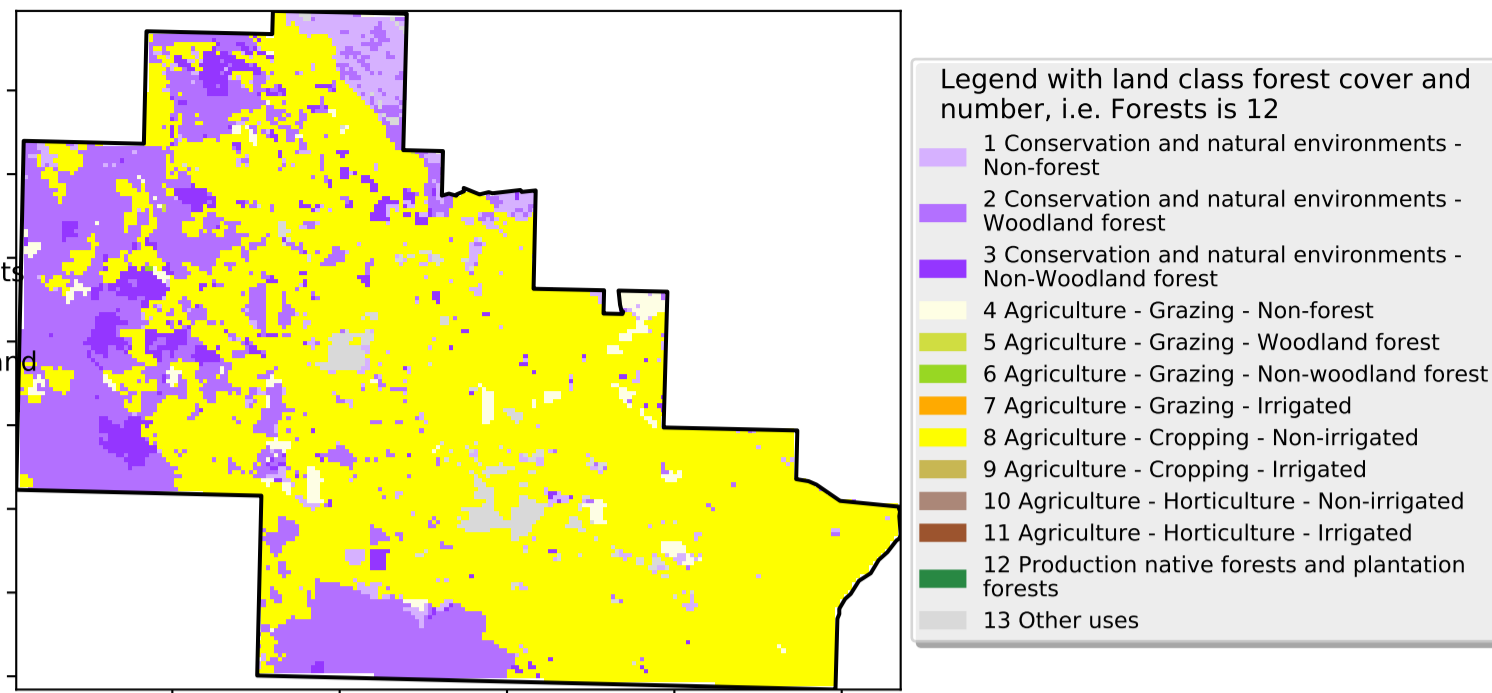 Legend with land class forest cover and
number, i.e. Forests is 12
1 Conservation and natural environments -
Non-forest
2 Conservation and natural environments -
Woodland forest
3 Conservation and natural environments -
Non-Woodland forest
4 Agriculture - Grazing - Non-forest
5 Agriculture - Grazing - Woodland forest
6 Agriculture - Grazing - Non-woodland forest
7 Agriculture - Grazing - Irrigated
8 Agriculture - Cropping - Non-irrigated
9 Agriculture - Cropping - Irrigated
10 Agriculture - Horticulture - Non-irrigated
11 Agriculture - Horticulture - Irrigated
12 Production native forests and plantation
forests
13 Other uses